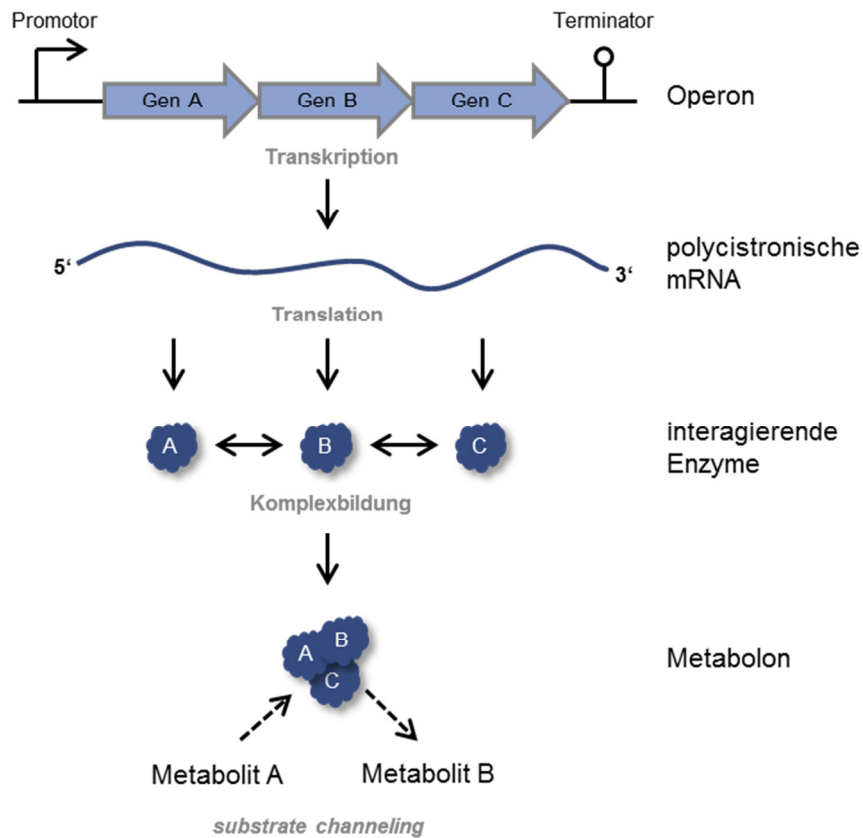 Promotor
Terminator
Gen A
Gen B
Gen C
Operon
Transkription
5‘
3‘
polycistronische
mRNA
Translation
A
B
C
interagierende
Enzyme
Komplexbildung
A
B
C
Metabolon
Metabolit A
Metabolit B
substrate channeling